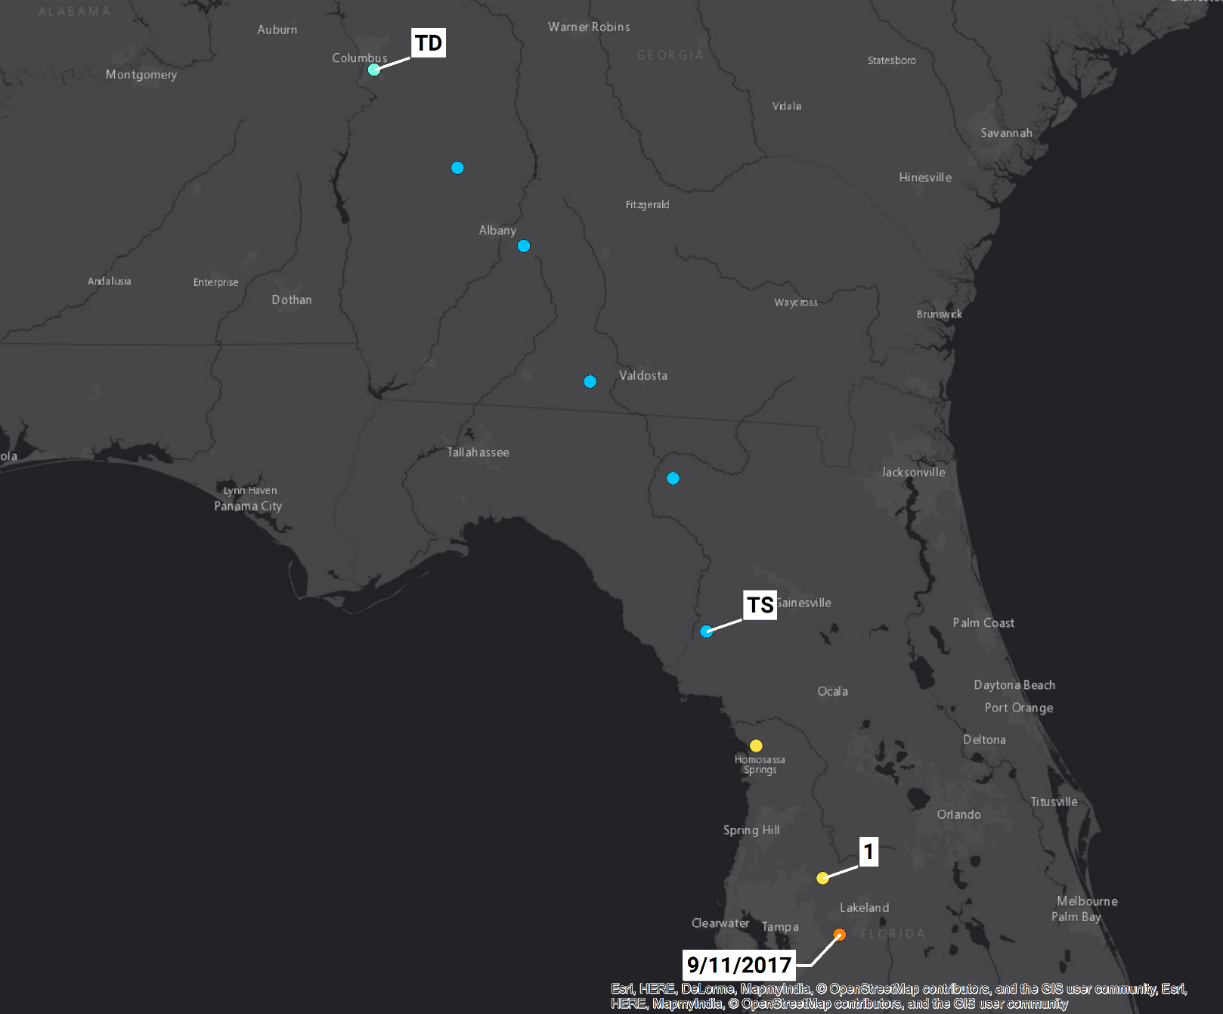 ALABAMA
Auburn
Warner Robins
TD
Columbus
GEORGIA
Statesboro
Montgomery
Vidalia
Savannah
Hinesville
Fitzgerald
Albany
Andalusia
Enterprise
Dothan
Waycross
Brunswick
Valdosta
Tallahassee
ola
Jacksonville
Lynn Haven
Panama City
TS
Gainesville
Palm Coast
Daytona Beach
Ocala
Port Orange
Deltona
Homosassa
Springs
Titusville
Orlando
Spring Hill
1
Melbourne
Lakeland
Palm Bay
Clearwater
Tampa
FLORIDA
9/11/2017
Esri, HERE, DeLorme, MapmyIndia, © OpenStreetMap contributors, and the GIS user community, Esri,
HERE, MapmyIndia, © OpenStreetMap contributors, and the GIS user community